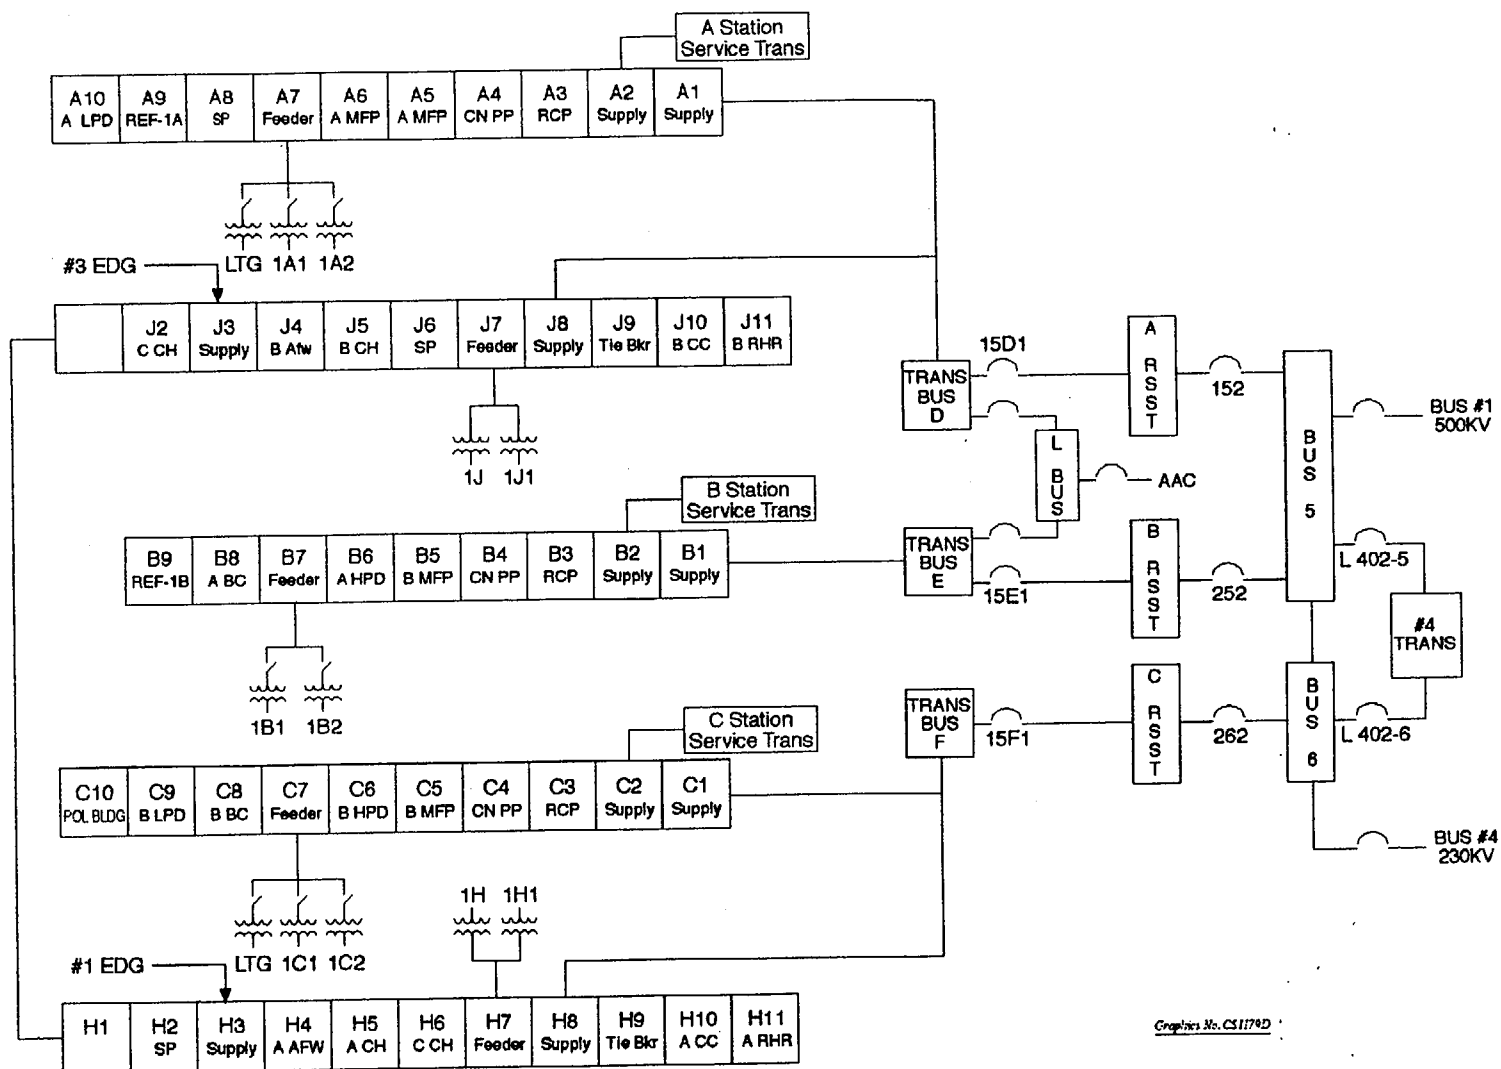 A Station
Service Trans
A10
A LPD
A9
REF-1A
A8
SP
A7
Feeder
A6
A MFP
A5
A MFP
A4
CN PP
A3
RCP
A2
Supply
A1
Supply
LTG
1A1
1A2
#3 EDG
J2
C CH
J3
Supply
J4
B Afw
J5
B CH
J6
SP
J7
Feeder
J8
Supply
J9
Tie Bkr
J10
B CC
J11
B RHR
1J
1J1
TRANS
BUS
D
15D1
A
R
S
S
T
152
BUS #1
500KV
B
U
S
5
L
B
U
S
AAC
B Station
Service Trans
B9
REF-1B
B8
A BC
B7
Feeder
B6
A HPD
B5
B MFP
B4
CN PP
B3
RCP
B2
Supply
B1
Supply
1B1
1B2
TRANS
BUS
E
15E1
B
R
S
S
T
252
L 402-5
#4
TRANS
C Station
Service Trans
TRANS
BUS
F
15F1
C
R
S
S
T
262
B
U
S
6
L 402-6
C10
POL BLDG
C9
B LPD
C8
B BC
C7
Feeder
C6
B HPD
C5
B MFP
C4
CN PP
C3
RCP
C2
Supply
C1
Supply
BUS #4
230KV
LTG
1C1
1C2
1H
1H1
#1 EDG
H1
H2
SP
H3
Supply
H4
A AFW
H5
A CH
H6
C CH
H7
Feeder
H8
Supply
H9
Tie Bkr
H10
A CC
H11
A RHR
Graphics No. CS1179D